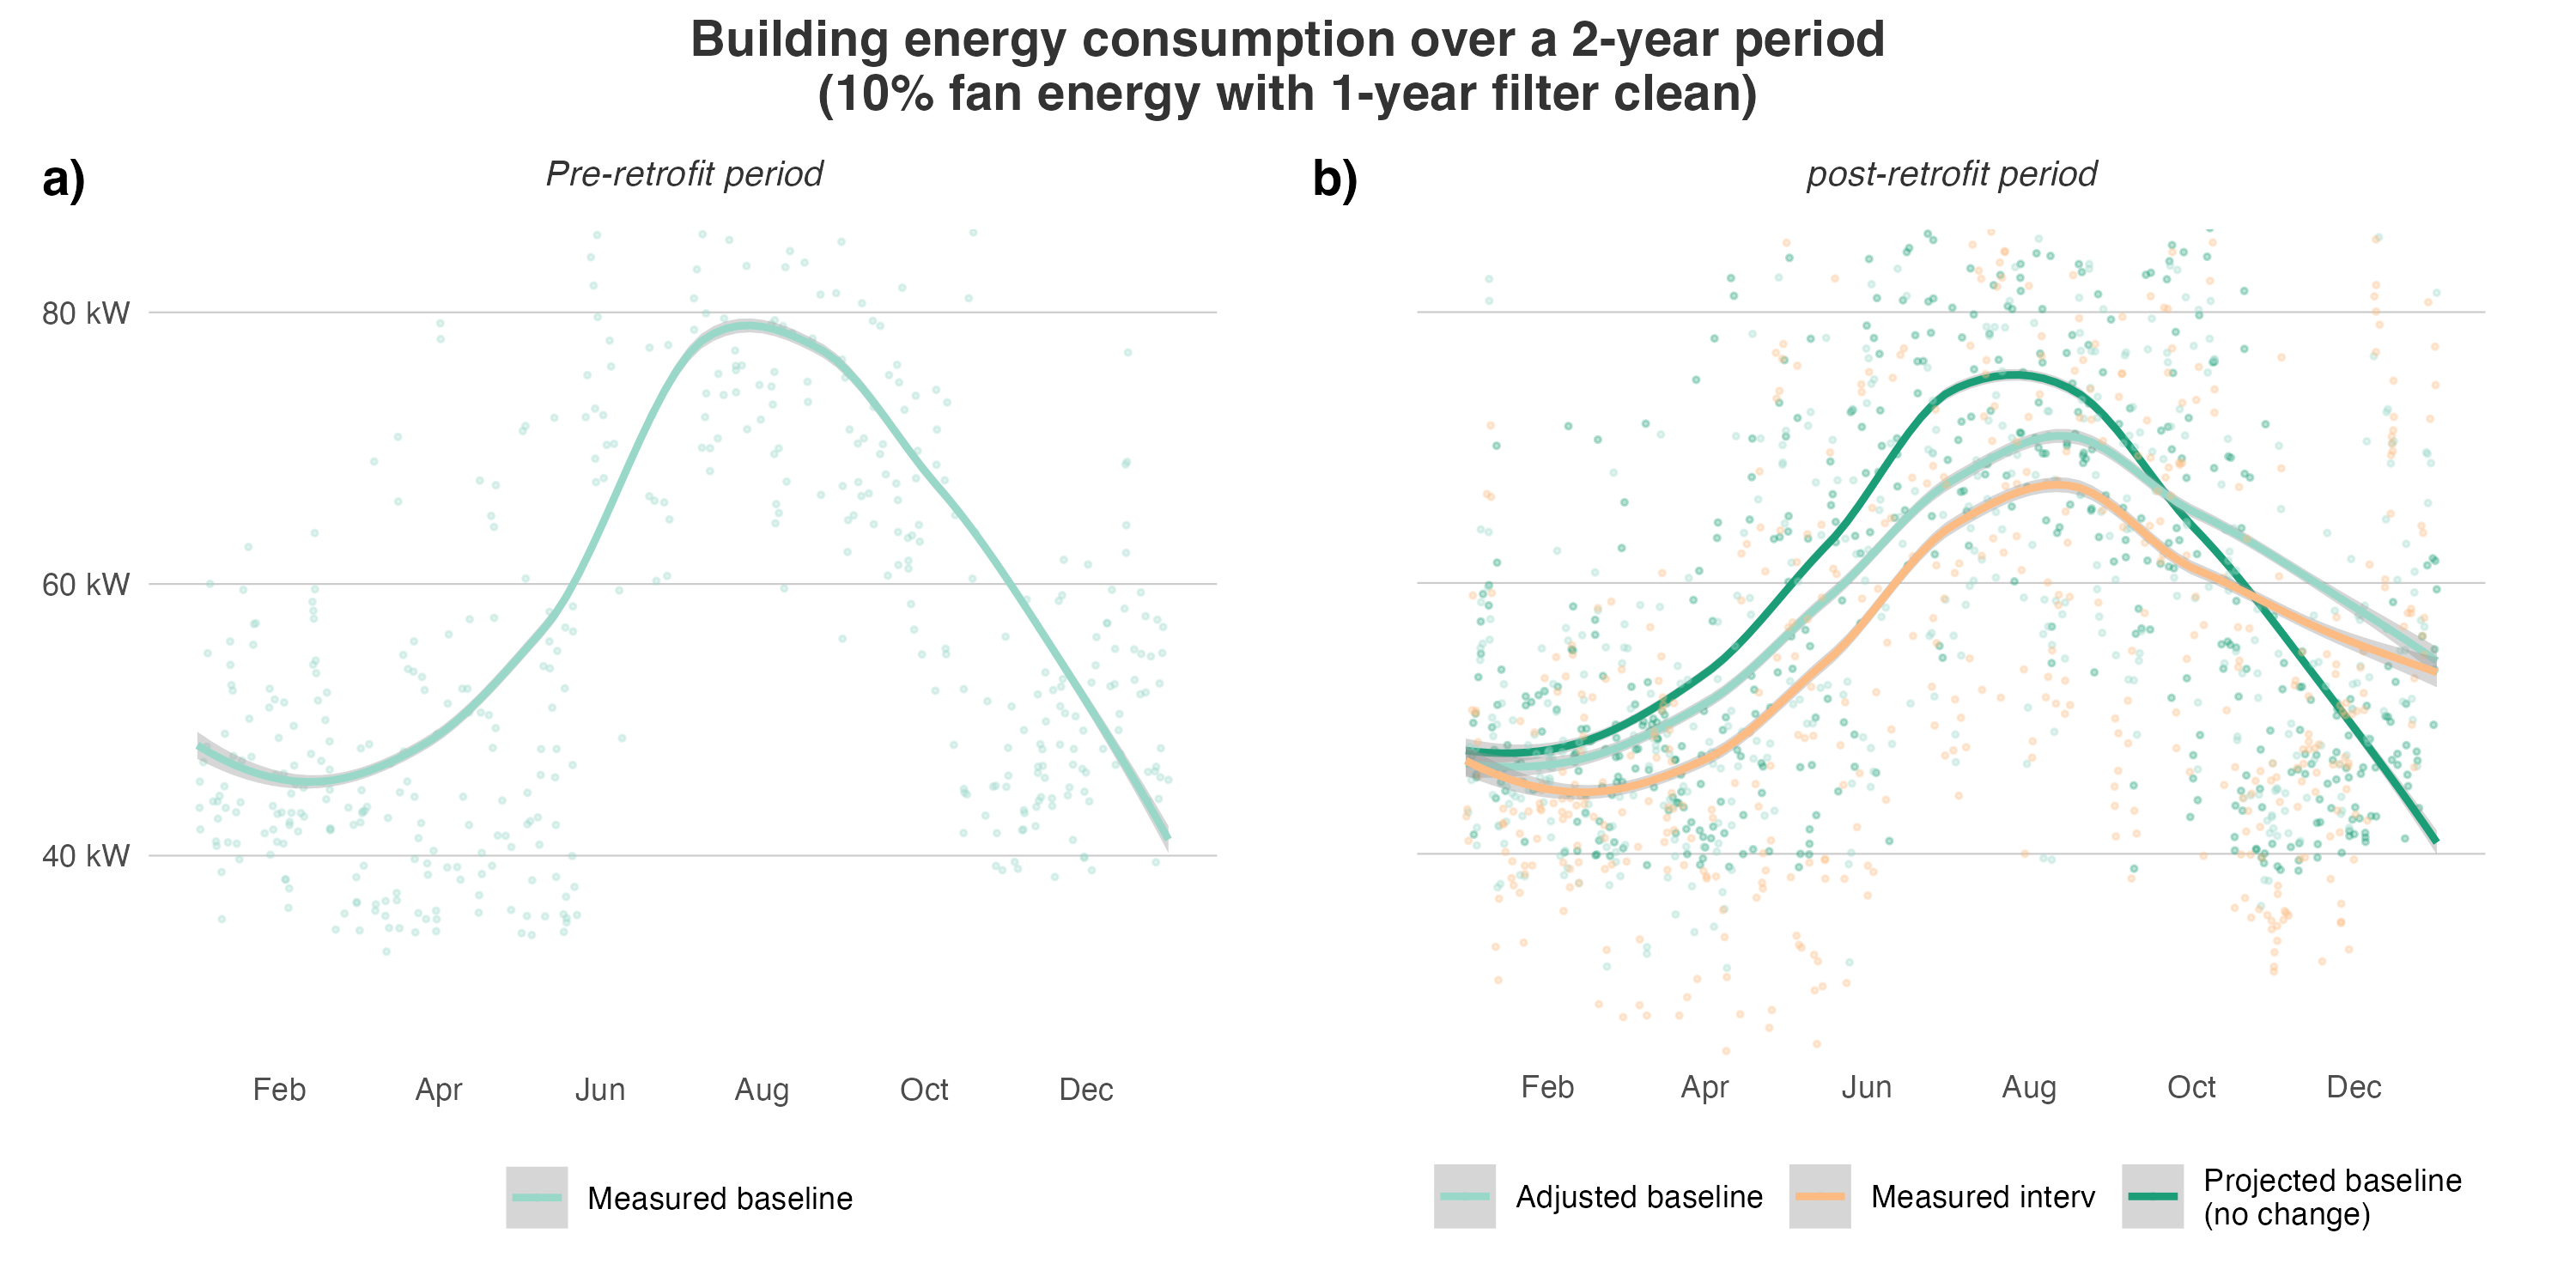 Building energy consumption over a 2-year period
(10% fan energy with 1-year filter clean)
a)
Pre-retrofit period
80 kW
60 kW
40 kW
Feb Apr Jun Aug Oct Dec
Measured baseline
b)
post-retrofit period
Feb Apr Jun Aug Oct Dec
Adjusted baseline
Measured interv
Projected baseline
(no change)